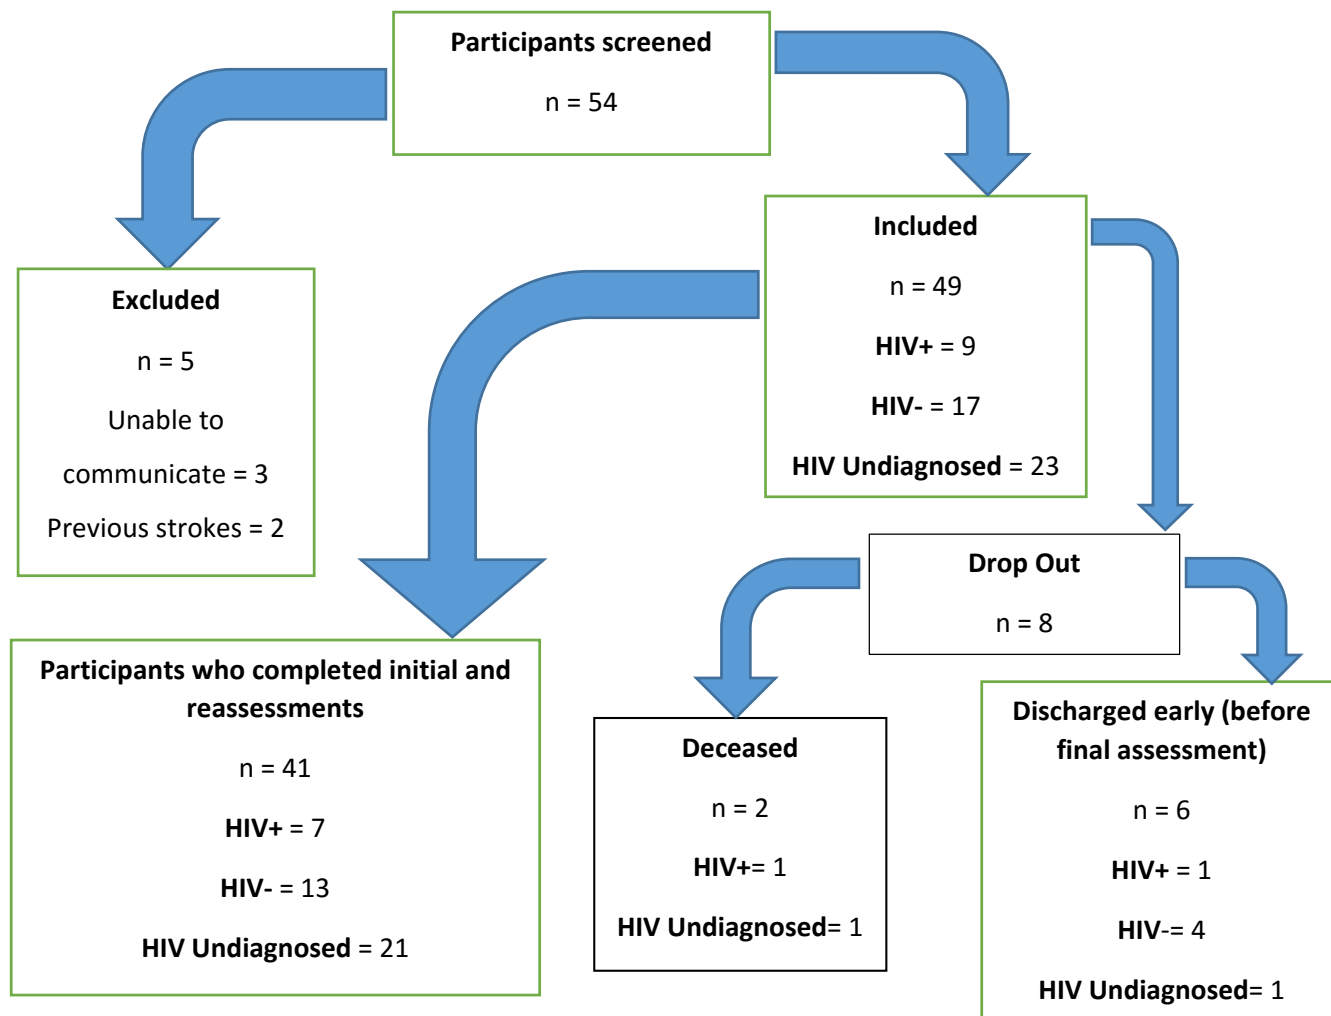 Participants screened
n = 54
Excluded
n = 5
Unable to
communicate = 3
Previous strokes = 2
Included
n = 49
HIV+ = 9
HIV- = 17
HIV Undiagnosed = 23
Drop Out
n = 8
Participants who completed initial and
reassessments
n = 41
HIV+ = 7
HIV- = 13
HIV Undiagnosed = 21
Deceased
n = 2
HIV+= 1
HIV Undiagnosed= 1
Discharged early (before
final assessment)
n = 6
HIV+ = 1
HIV-= 4
HIV Undiagnosed= 1